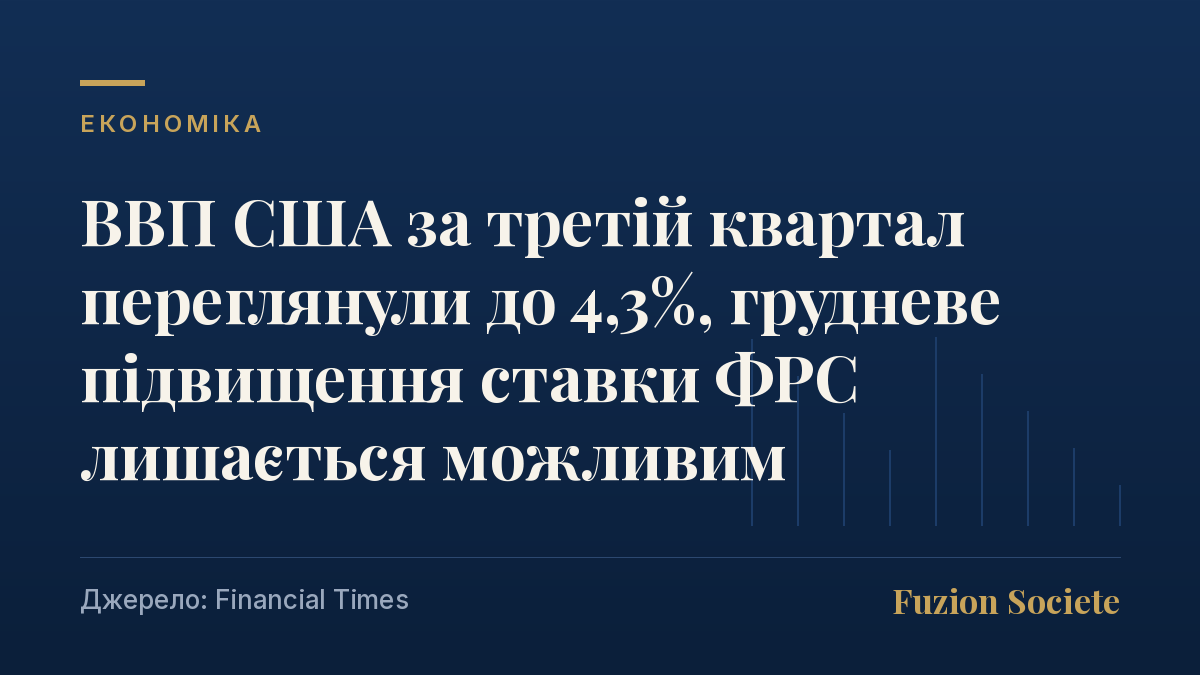 ЕКОНОМІКА
ВВП США за третій квартал
переглянули до 4,3%, грудневе
підвищення ставки ФРС
лишається можливим
Джерело: Financial Times
Fuzion Societe